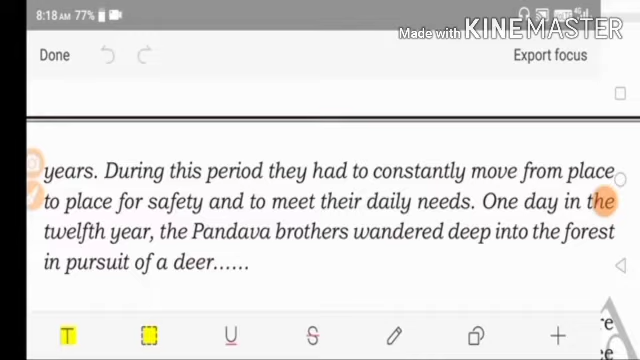 8:18 AM 77%
Made with KINEMASTER
Done
Export focus
years. During this period they had to constantly move from place
to place for safety and to meet their daily needs. One day in the
twelfth year, the Pandava brothers wandered deep into the forest
in pursuit of a deer......
T U S